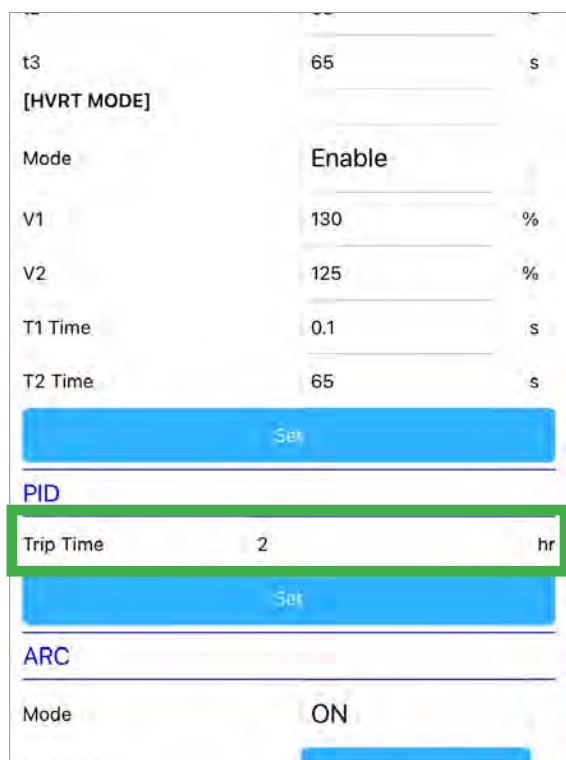 t3 65 s
[HVRT MODE]
Mode Enable
V1 130 %
V2 125 %
T1 Time 0.1 s
T2 Time 65 s
Set
PID
Trip Time 2 hr
Set
ARC
Mode ON